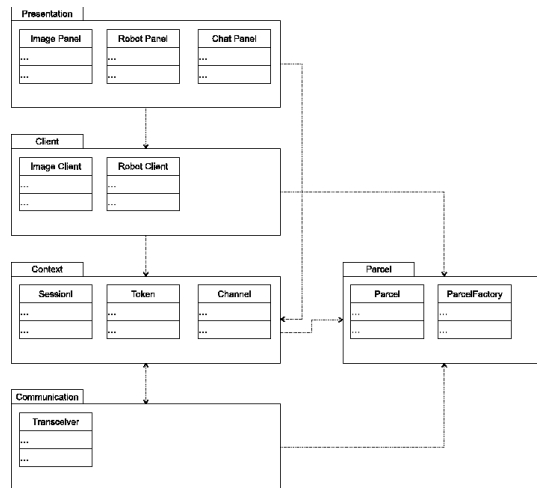 Presentation
Image Panel Robot Panel Chat Panel
... ... ...
... ... ...
Client
Image Client Robot Client
... ...
... ...
Context
SessionI Token Channel
... ... ...
... ... ...
Parcel
Parcel ParcelFactory
... ...
... ...
Communication
Transceiver
...
...